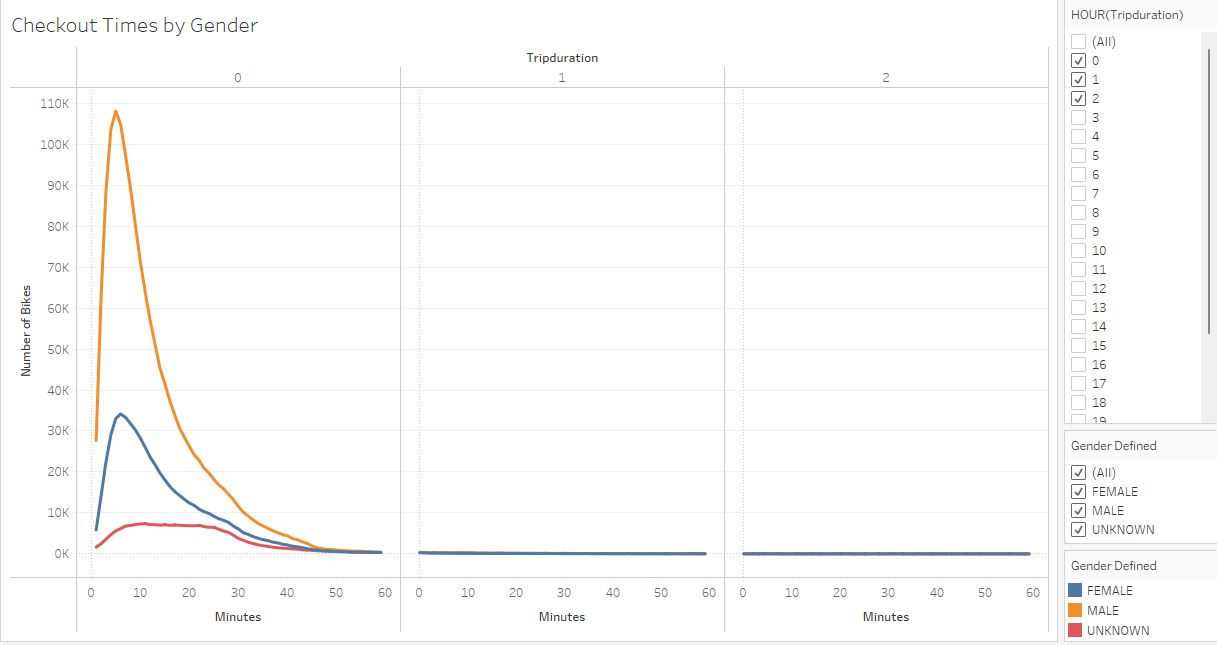 Checkout Times by Gender
Tripduration
0 1 2
110K
100K
90K
80K
70K
60K
50K
40K
30K
20K
10K
0K
Number of Bikes
0 10 20 30 40 50 60 0 10 20 30 40 50 60 0 10 20 30 40 50 60
Minutes Minutes Minutes
HOUR(Tripduration)
(All)
0
1
2
3
4
5
6
7
8
9
10
11
12
13
14
15
16
17
18
19
Gender Defined
(All)
FEMALE
MALE
UNKNOWN
Gender Defined
FEMALE
MALE
UNKNOWN